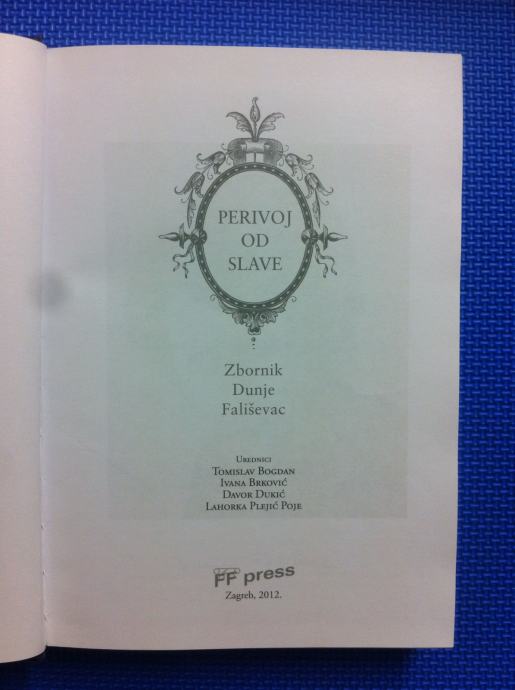 PERIVOJ
OD
SLAVE
Zbornik
Dunje
Fališevac
Urednici
Tomislav Bogdan
Ivana Brković
Davor Dukić
Lahorka Plejić Poje
FF press
Zagreb, 2012.